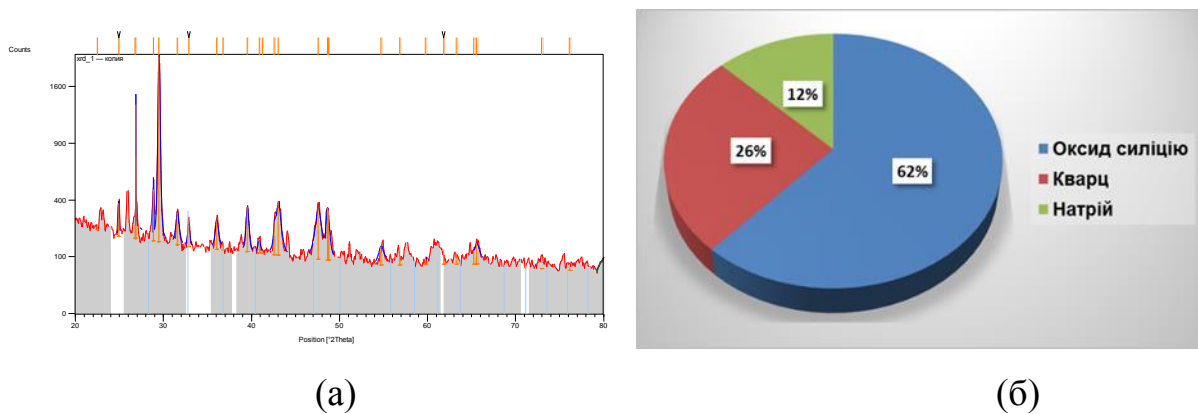 Counts
xrd_1 — копия
1600
900
400
100
0
20
30
40
50
60
70
80
Position [°2Theta]
62%
26%
12%
Оксид силіцію
Кварц
Натрій
(а)
(б)